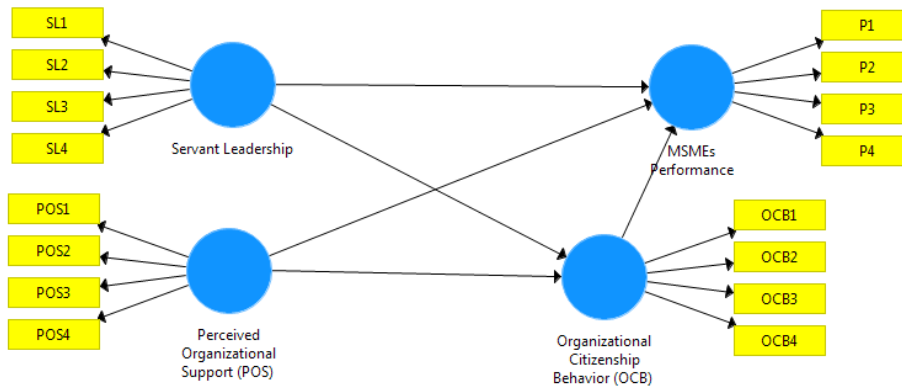 SL1
SL2
SL3
SL4
Servant Leadership
P1
P2
P3
P4
MSMEs
Performance
POS1
POS2
POS3
POS4
Perceived
Organizational
Support (POS)
OCB1
OCB2
OCB3
OCB4
Organizational
Citizenship
Behavior (OCB)